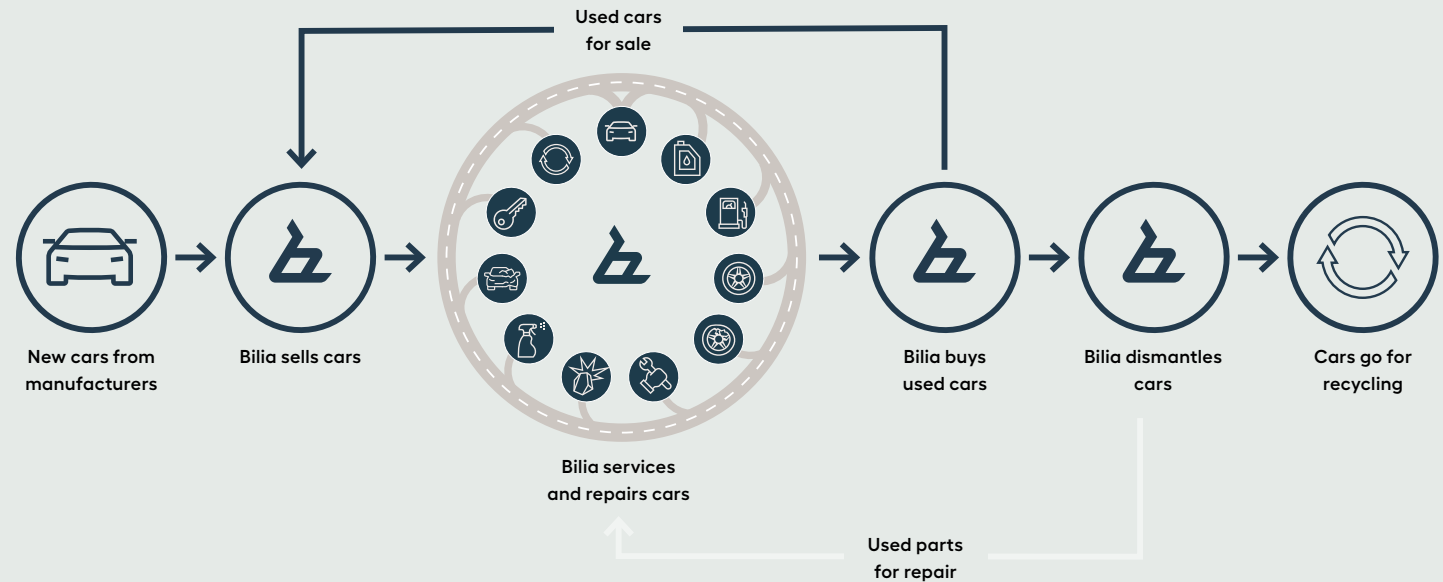 Used cars
for sale
New cars from
manufacturers
Bilia sells cars
Bilia services
and repairs cars
Bilia buys
used cars
Bilia dismantles
cars
Cars go for
recycling
Used parts
for repair